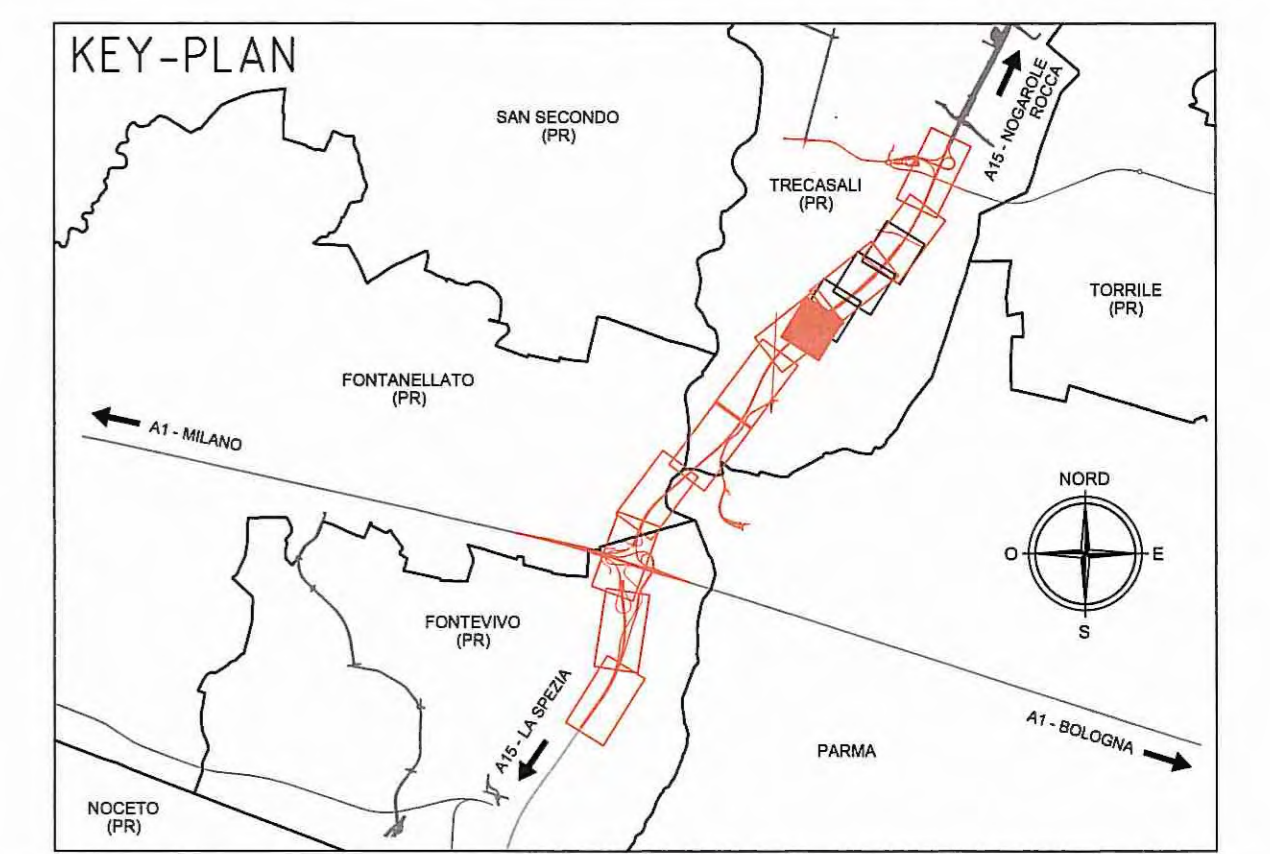 KEY-PLAN
SAN SECONDO
(PR)
A15 - NOGAROLE
ROCCA
TRECASALI
(PR)
TORRILE
(PR)
FONTANELLATO
(PR)
A1 - MILANO
NORD
O
E
S
FONTEVIVO
(PR)
A15 - LA SPEZIA
A1 - BOLOGNA
PARMA
NOCETO
(PR)